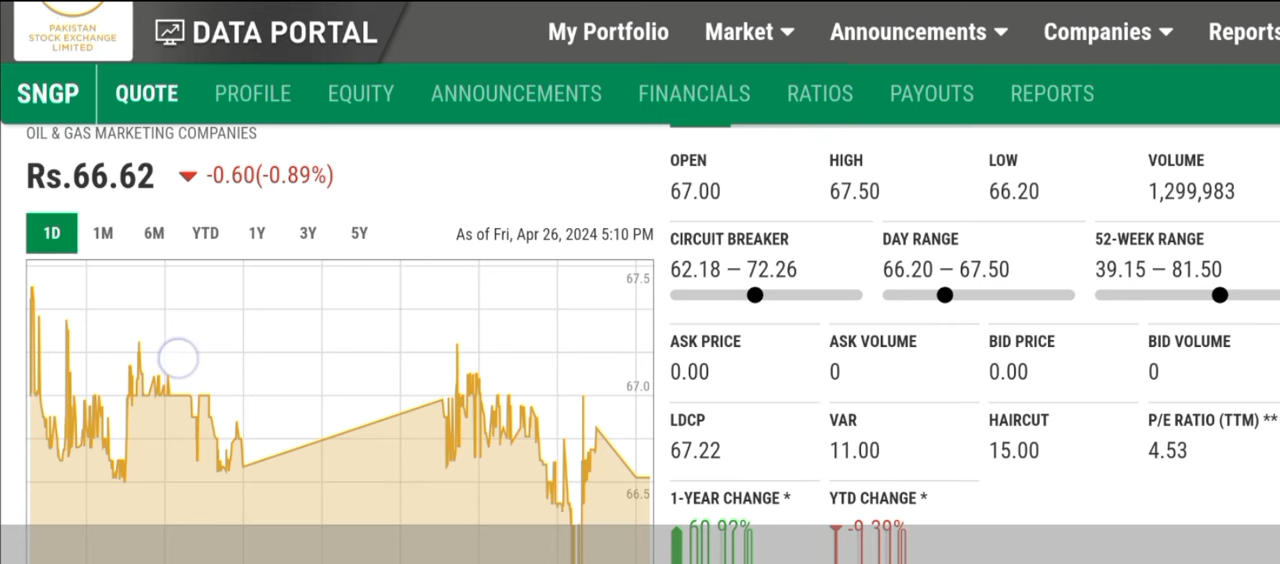 PAKISTAN
STOCK EXCHANGE
LIMITED
DATA PORTAL
My Portfolio Market Announcements Companies Reports
SNGP QUOTE PROFILE EQUITY ANNOUNCEMENTS FINANCIALS RATIOS PAYOUTS REPORTS
OIL & GAS MARKETING COMPANIES
Rs.66.62 -0.60(-0.89%)
1D 1M 6M YTD 1Y 3Y 5Y As of Fri, Apr 26, 2024 5:10 PM
67.5
67.0
66.5
OPEN HIGH LOW VOLUME
67.00 67.50 66.20 1,299,983
CIRCUIT BREAKER DAY RANGE 52-WEEK RANGE
62.18 — 72.26 66.20 — 67.50 39.15 — 81.50
ASK PRICE ASK VOLUME BID PRICE BID VOLUME
0.00 0 0.00 0
LDCP VAR HAIRCUT P/E RATIO (TTM) **
67.22 11.00 15.00 4.53
1-YEAR CHANGE * YTD CHANGE *